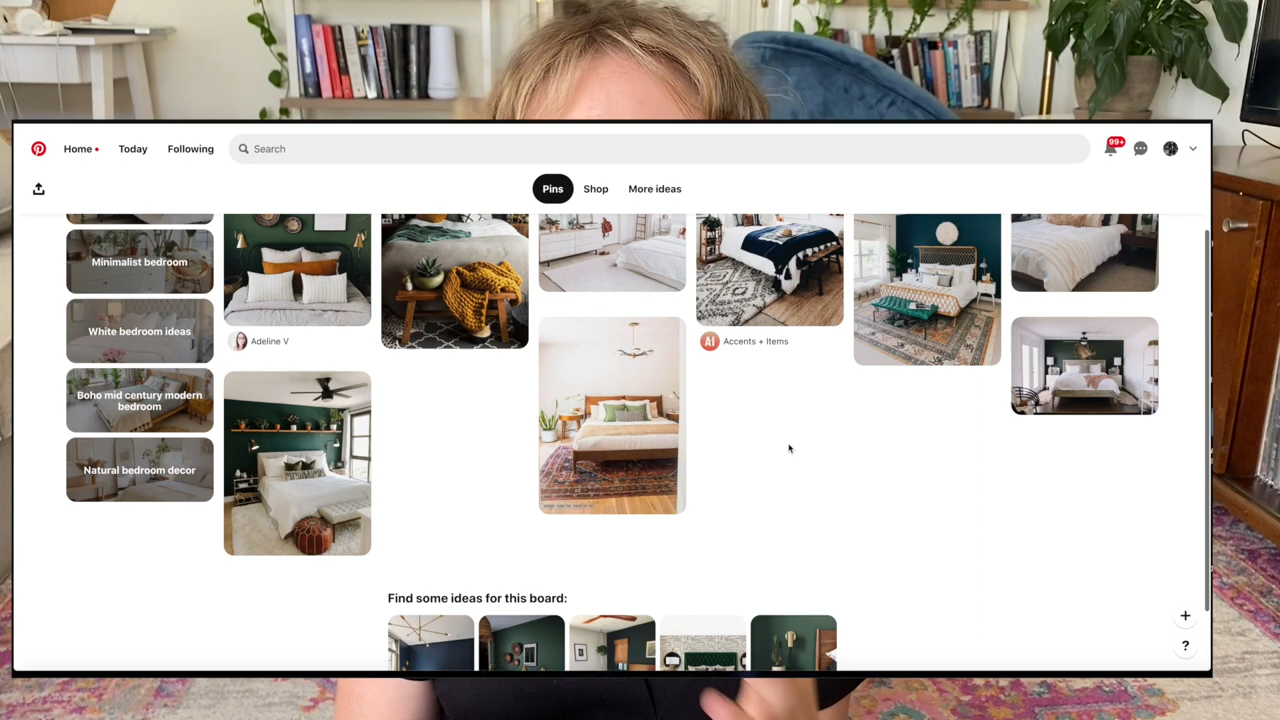 Home
Today
Following
Search
99+
Pins
Shop
More ideas
Minimalist bedroom
White bedroom ideas
Boho mid century modern
bedroom
Natural bedroom decor
Adeline V
AI
Accents + Items
Find some ideas for this board:
+
?